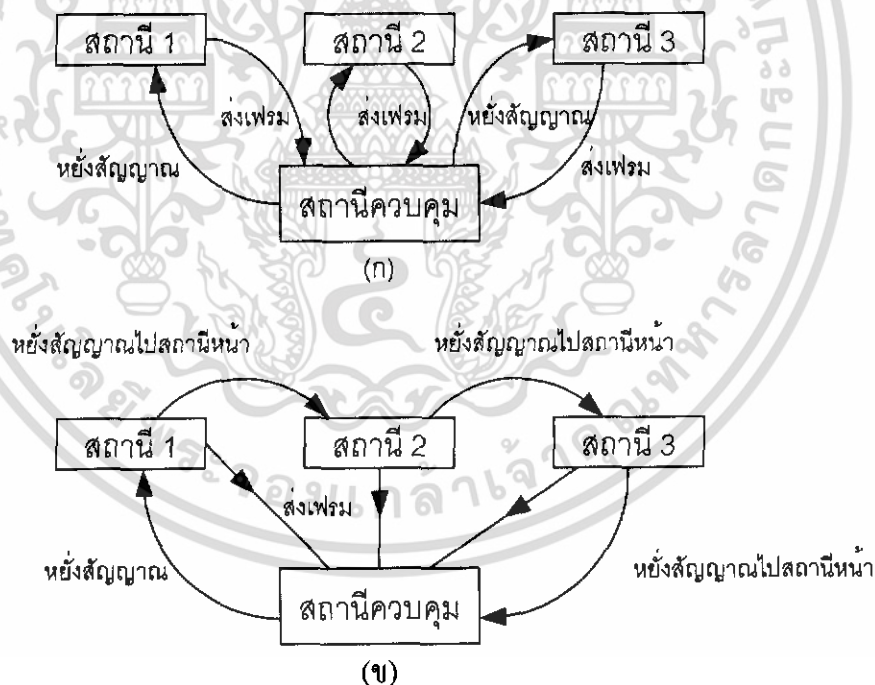 สถานี 1 สถานี 2 สถานี 3
ส่งเฟรม ส่งเฟรม หยั่งสัญญาณ
หยั่งสัญญาณ ส่งเฟรม
สถานีควบคุม
(ก)
หยั่งสัญญาณไปสถานีหน้า หยั่งสัญญาณไปสถานีหน้า
สถานี 1 สถานี 2 สถานี 3
ส่งเฟรม
หยั่งสัญญาณ หยั่งสัญญาณไปสถานีหน้า
สถานีควบคุม
(ข)